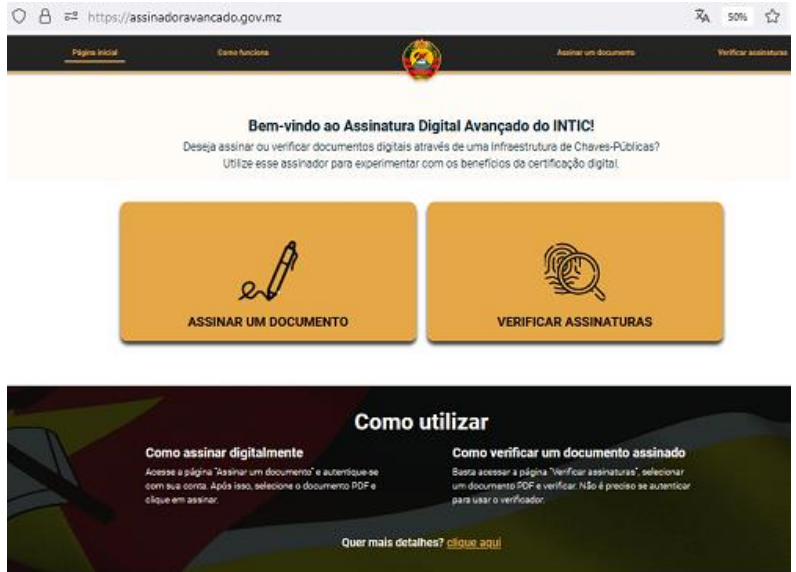 https://assinadoravancado.gov.mz
50%
Página inicial
Como funciona
Assinar um documento
Verificar assinaturas
Bem-vindo ao Assinatura Digital Avançado do INTIC!
Deseja assinar ou verificar documentos digitais através de uma Infraestrutura de Chaves-Públicas?
Utilize esse assinador para experimentar com os benefícios da certificação digital.
ASSINAR UM DOCUMENTO
VERIFICAR ASSINATURAS
Como utilizar
Como assinar digitalmente
Acesse a página "Assinar um documento" e autentique-se
com sua conta. Após isso, selecione o documento PDF e
clique em assinar.
Como verificar um documento assinado
Basta acessar a página "Verificar assinaturas", selecionar
um documento PDF e verificar. Não é preciso se autenticar
para usar o verificador.
Quer mais detalhes? clique aqui